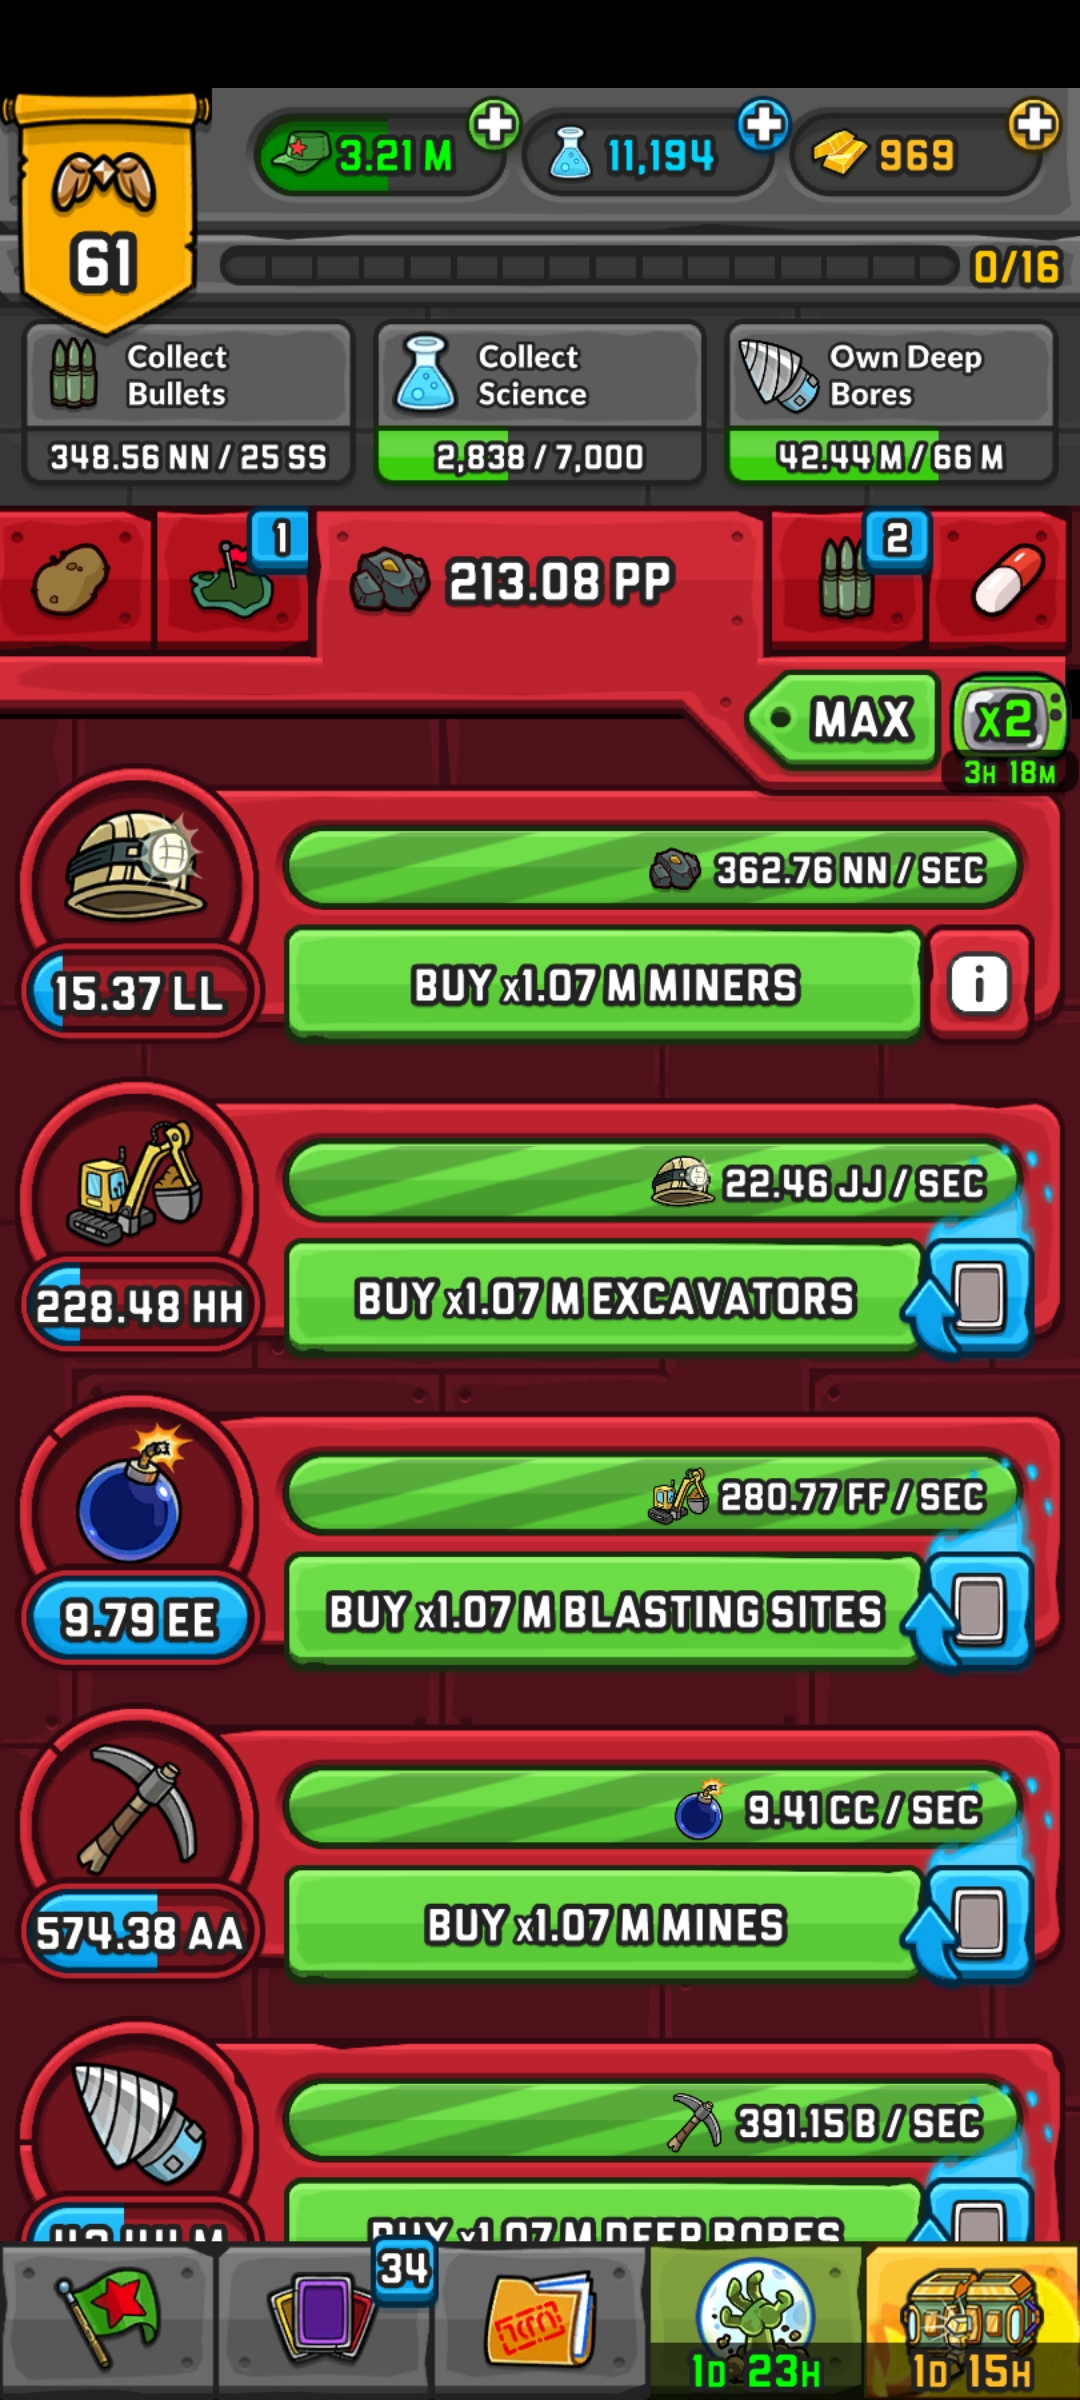 61
3.21 M
11,194
969
0/16
Collect
Bullets
348.56 NN / 25 SS
Collect
Science
2,838 / 7,000
Own Deep
Bores
42.44 M / 66 M
1
213.08 PP
2
MAX
x2
3H 18M
362.76 NN / SEC
15.37 LL
BUY x1.07 M MINERS
i
22.46 JJ / SEC
228.48 HH
BUY x1.07 M EXCAVATORS
280.77 FF / SEC
9.79 EE
BUY x1.07 M BLASTING SITES
9.41 CC / SEC
574.38 AA
BUY x1.07 M MINES
391.15 B / SEC
BUY x1.07 M DEEP BORES
34
1D 23H
1D 15H